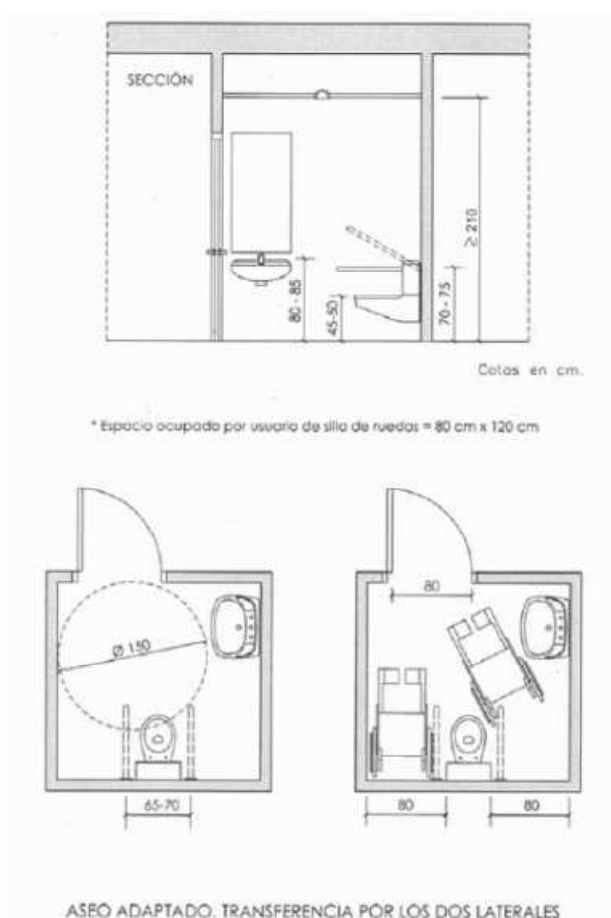 SECCIÓN
≥ 210
80 - 85
45-50
70 - 75
Cotas en cm.
* Espacio ocupado por usuario de silla de ruedas = 80 cm x 120 cm
Ø 150
80
65-70
80
80
ASEO ADAPTADO. TRANSFERENCIA POR LOS DOS LATERALES